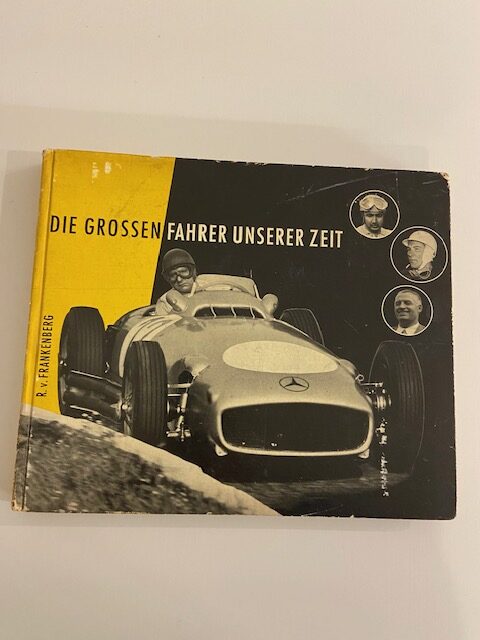 DIE GROSSEN FAHRER UNSERER ZEIT
R. v. FRANKENBERG